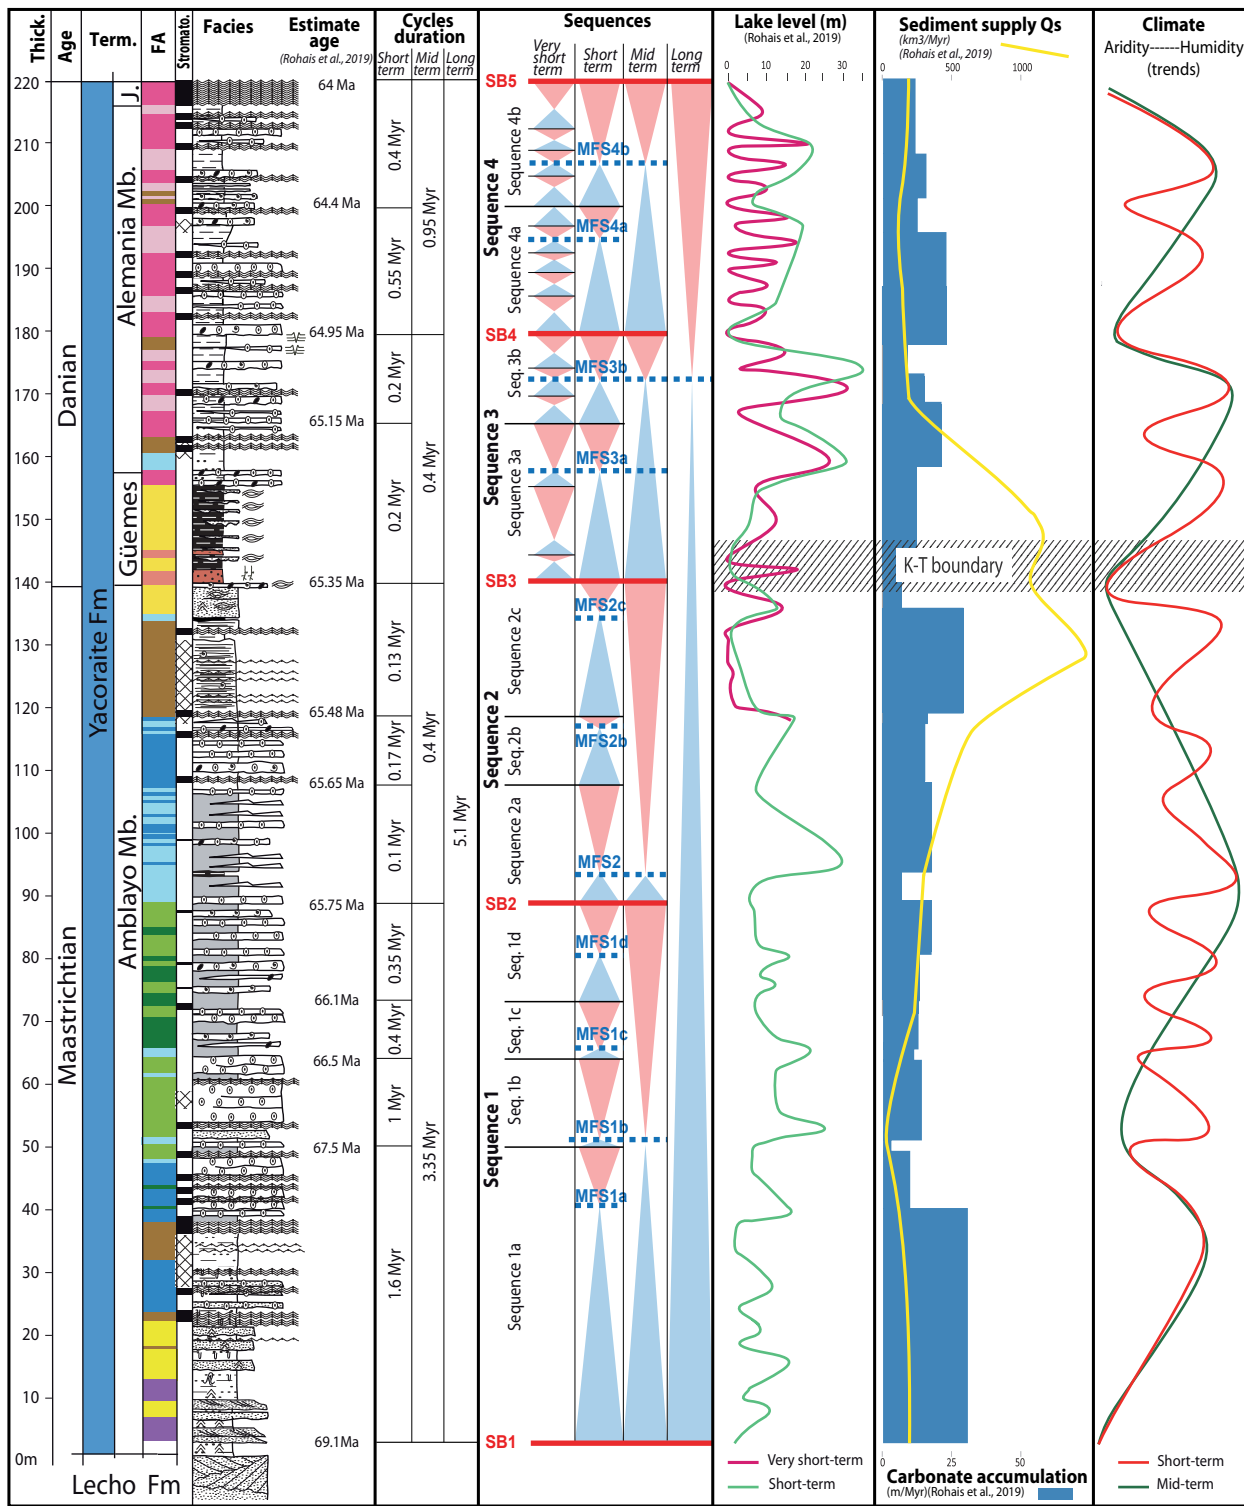 Thick.
Age
Term.
FA
Stromato.
Facies
Estimate age
(Rohais et al., 2019)
Cycles duration
Short term
Mid term
Long term
Sequences
Very short term
Short term
Mid term
Long term
Lake level (m)
(Rohais et al., 2019)
0 10 20 30
Sediment supply Qs
(km3/Myr)
(Rohais et al., 2019)
0 500 1000
Climate
Aridity------Humidity
(trends)
220
210
200
190
180
170
160
150
140
130
120
110
100
90
80
70
60
50
40
30
20
10
0m
Danian
Maastrichtian
Yacoraite Fm
J.
Alemania Mb.
Güemes
Amblayo Mb.
Lecho Fm
64 Ma
64.4 Ma
64.95 Ma
65.15 Ma
65.35 Ma
65.48 Ma
65.65 Ma
65.75 Ma
66.1Ma
66.5 Ma
67.5 Ma
69.1Ma
0.4 Myr
0.55 Myr
0.2 Myr
0.2 Myr
0.13 Myr
0.17 Myr
0.1 Myr
0.35 Myr
0.4 Myr
1 Myr
1.6 Myr
0.95 Myr
0.4 Myr
0.4 Myr
3.35 Myr
5.1 Myr
SB5
SB4
SB3
SB2
SB1
Sequence 4
Sequence 3
Sequence 2
Sequence 1
Sequence 4b
Sequence 4a
Seq. 3b
Sequence 3a
Sequence 2c
Seq. 2b
Sequence 2a
Seq. 1d
Seq. 1c
Seq. 1b
Sequence 1a
MFS4b
MFS4a
MFS3b
MFS3a
MFS2c
MFS2b
MFS2
MFS1d
MFS1c
MFS1b
MFS1a
K-T boundary
Very short-term
Short-term
0 25 50
Carbonate accumulation
(m/Myr)(Rohais et al., 2019)
Short-term
Mid-term